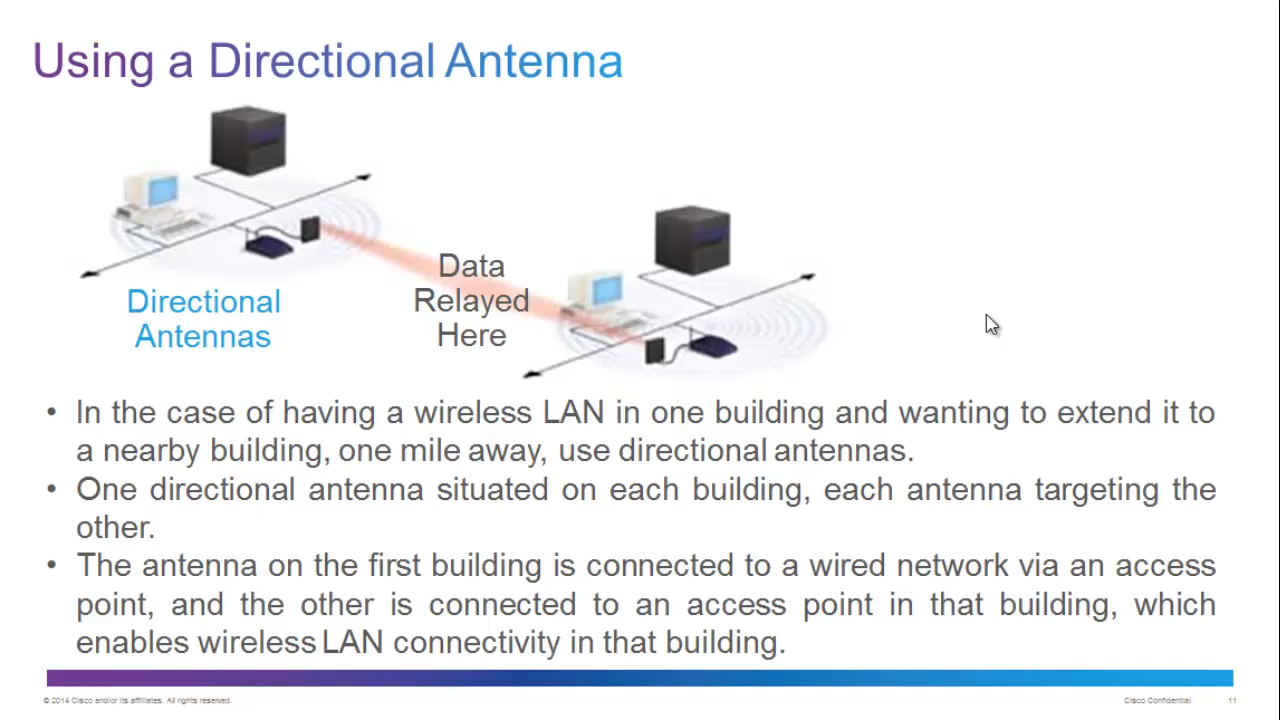 Using a Directional Antenna
Directional
Antennas
Data
Relayed
Here
• In the case of having a wireless LAN in one building and wanting to extend it to
a nearby building, one mile away, use directional antennas.
• One directional antenna situated on each building, each antenna targeting the
other.
• The antenna on the first building is connected to a wired network via an access
point, and the other is connected to an access point in that building, which
enables wireless LAN connectivity in that building.
© 2014 Cisco and/or its affiliates. All rights reserved.
Cisco Confidential
11